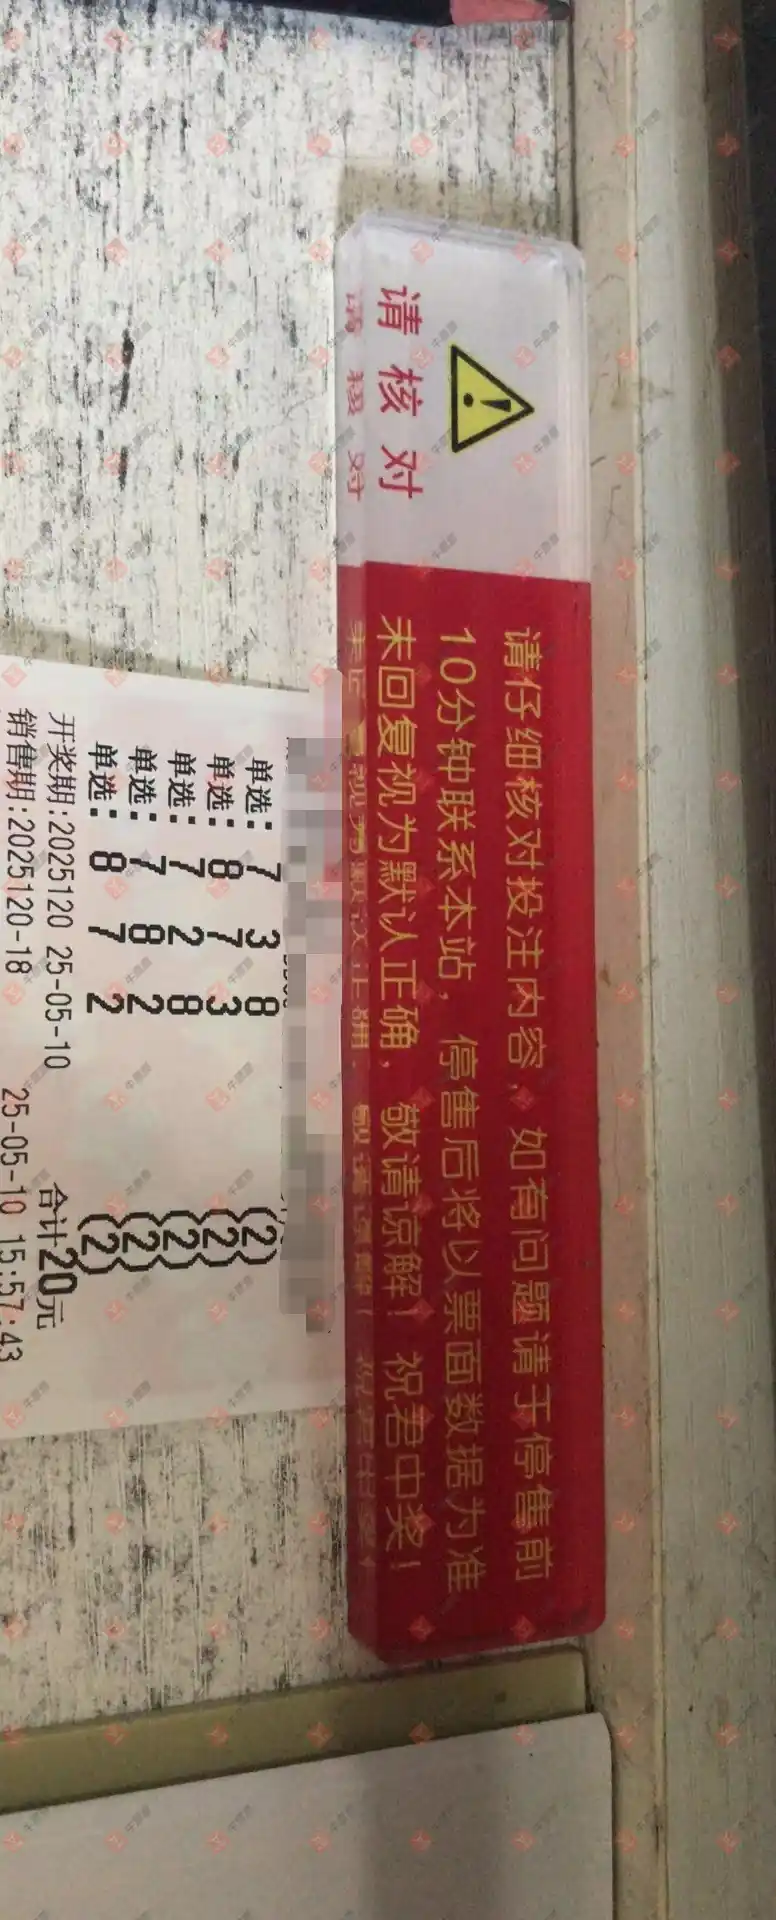 请核对
请仔细核对投注内容，如有问题请于停售前
10分钟联系本站，停售后将以票面数据为准
未回复视为默认正确，敬请谅解！祝君中奖！
单选: 7 3 8 (2)
单选: 8 7 3 (2)
单选: 7 2 8 (2)
单选: 7 8 2 (2)
单选: 8 7 2 (2)
开奖期:2025120 25-05-10 合计20元
销售期:2025120-18 25-05-10 15:57:43